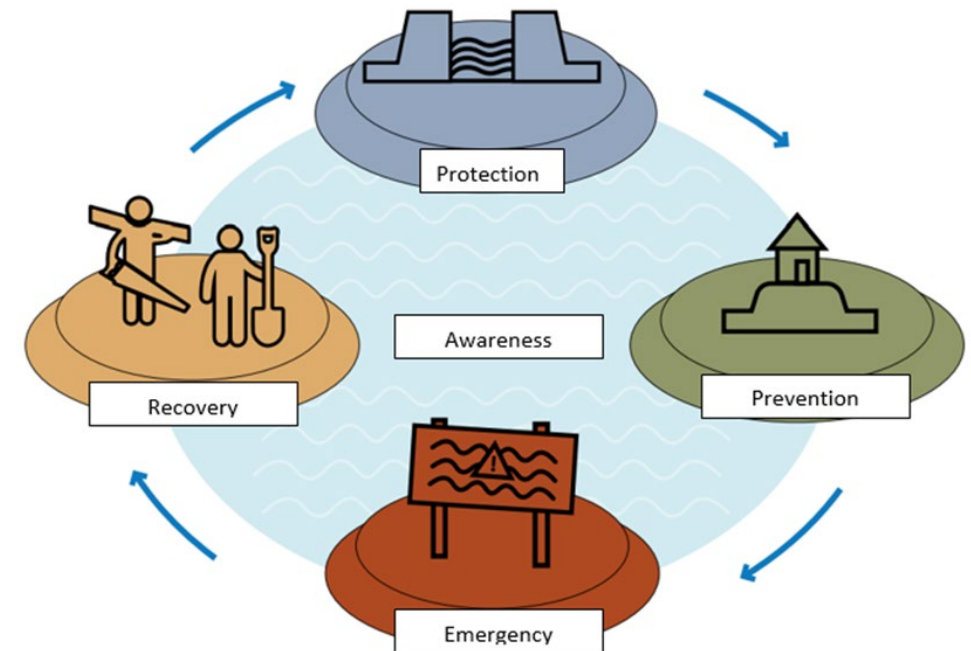 Protection
Awareness
Prevention
Recovery
Emergency